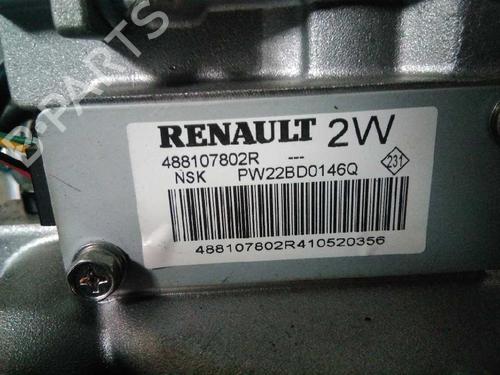 B-PARTS
RENAULT 2W
488107802R ---
NSK PW22BD0146Q
231
488107802R410520356